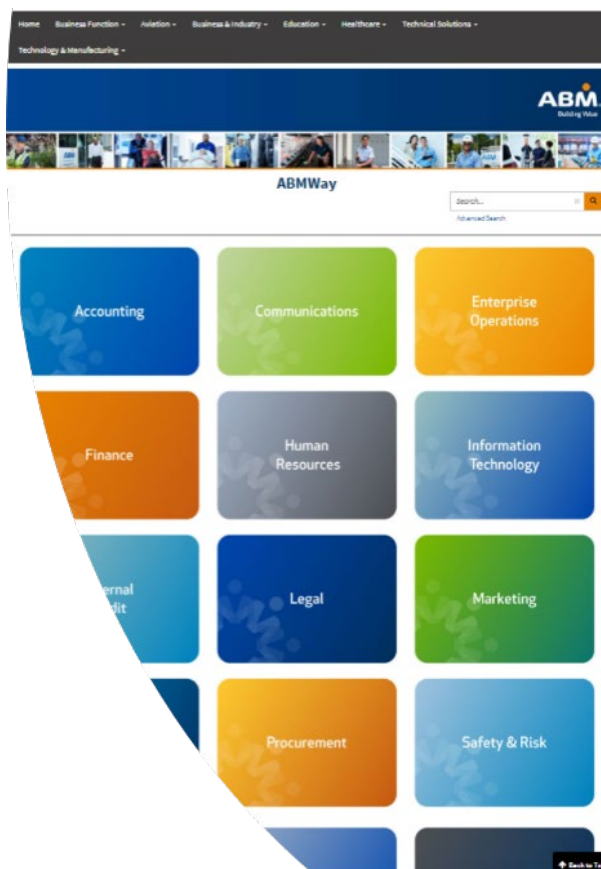 Home Business Function Aviation Business & Industry Education Healthcare Technical Solutions
Technology & Manufacturing
ABM
Building Value
ABMWay
Search...
Advanced Search
Accounting
Communications
Enterprise
Operations
Finance
Human
Resources
Information
Technology
ernal
dit
Legal
Marketing
Procurement
Safety & Risk
Back to To